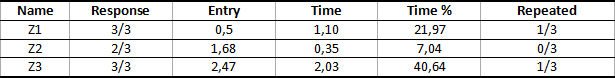 Name Response Entry Time Time % Repeated
Z1 3/3 0,5 1,10 21,97 1/3
Z2 2/3 1,68 0,35 7,04 0/3
Z3 3/3 2,47 2,03 40,64 1/3